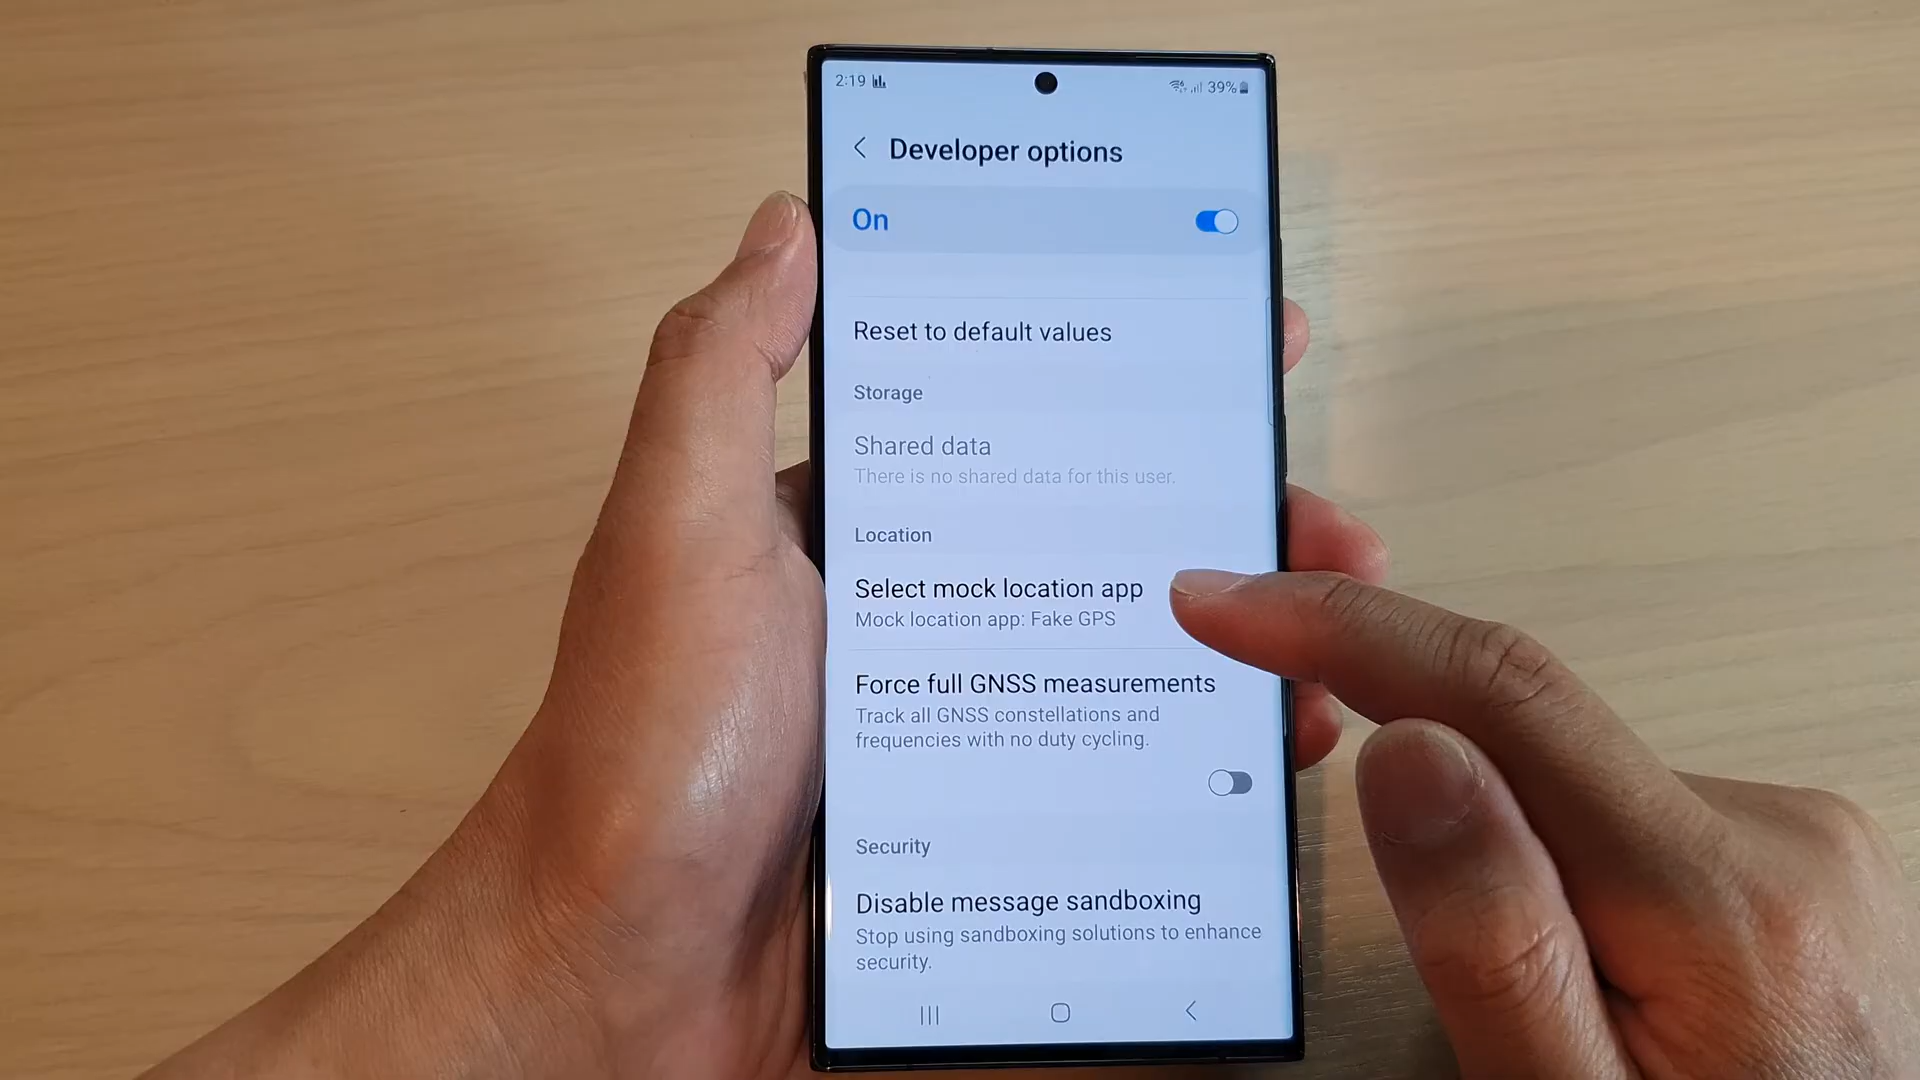 2:19
39%
Developer options
On
Reset to default values
Storage
Shared data
There is no shared data for this user.
Location
Select mock location app
Mock location app: Fake GPS
Force full GNSS measurements
Track all GNSS constellations and
frequencies with no duty cycling.
Security
Disable message sandboxing
Stop using sandboxing solutions to enhance
security.